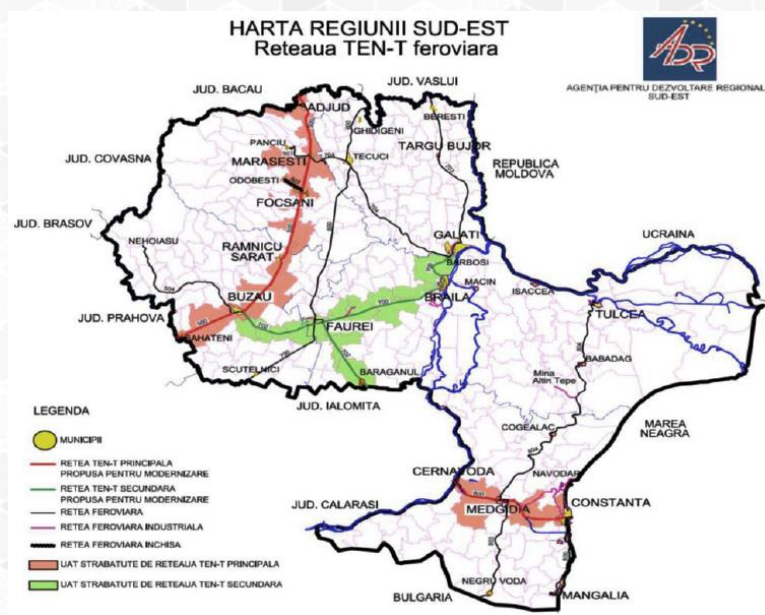 HARTA REGIUNII SUD-EST
Reteaua TEN-T feroviara
ADR
AGENŢIA PENTRU DEZVOLTARE REGIONAL
SUD-EST
JUD. BACAU
JUD. VASLUI
ADJUD
GHIDIGENI
BERESTI
PANCIU
TARGU BUJOR
MARASESTI
TECUCI
JUD. COVASNA
REPUBLICA
MOLDOVA
ODOBESTI
FOCSANI
JUD. BRASOV
UCRAINA
NEHOIASU
RAMNICU
SARAT
GALATI
BARBOSI
MACIN
ISACCEA
BUZAU
BRAILA
TULCEA
JUD. PRAHOVA
FAUREI
SAHATENI
BABADAG
SCUTELNICI
BARAGANUL
Mina
Altin Tepe
JUD. IALOMITA
MAREA
NEAGRA
LEGENDA
COGEALAC
MUNICIPII
CERNAVODA
NAVODAR
RETEA TEN-T PRINCIPALA
PROPUSA PENTRU MODERNIZARE
CONSTANTA
RETEA TEN-T SECUNDARA
PROPUSA PENTRU MODERNIZARE
JUD. CALARASI
MEDGIDIA
RETEA FEROVIARA
RETEA FEROVIARA INDUSTRIALA
RETEA FEROVIARA INCHISA
UAT STRABATUTE DE RETEAUA TEN-T PRINCIPALA
NEGRU VODA
UAT STRABATUTE DE RETEAUA TEN-T SECUNDARA
BULGARIA
MANGALIA